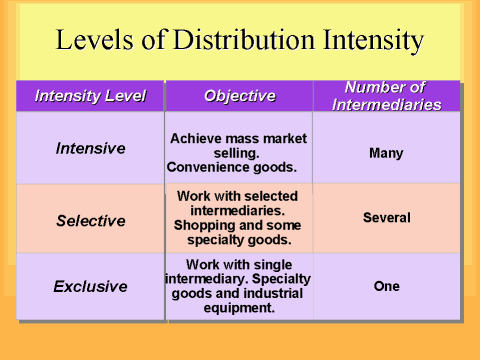 Levels of Distribution Intensity
Intensity Level
Objective
Number of
Intermediaries
Intensive
Achieve mass market
selling.
Convenience goods.
Many
Selective
Work with selected
intermediaries.
Shopping and some
specialty goods.
Several
Exclusive
Work with single
intermediary. Specialty
goods and industrial
equipment.
One